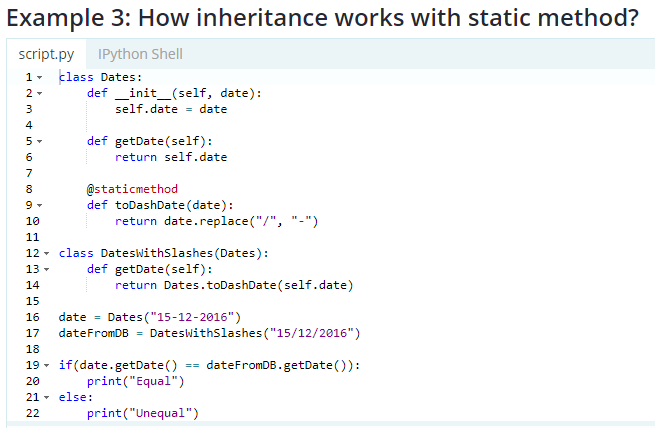 Example 3: How inheritance works with static method?
script.py IPython Shell
1 class Dates:
2     def __init__(self, date):
3         self.date = date
4
5     def getDate(self):
6         return self.date
7
8     @staticmethod
9     def toDashDate(date):
10         return date.replace("/", "-")
11
12 class DatesWithSlashes(Dates):
13     def getDate(self):
14         return Dates.toDashDate(self.date)
15
16 date = Dates("15-12-2016")
17 dateFromDB = DatesWithSlashes("15/12/2016")
18
19 if(date.getDate() == dateFromDB.getDate()):
20     print("Equal")
21 else:
22     print("Unequal")